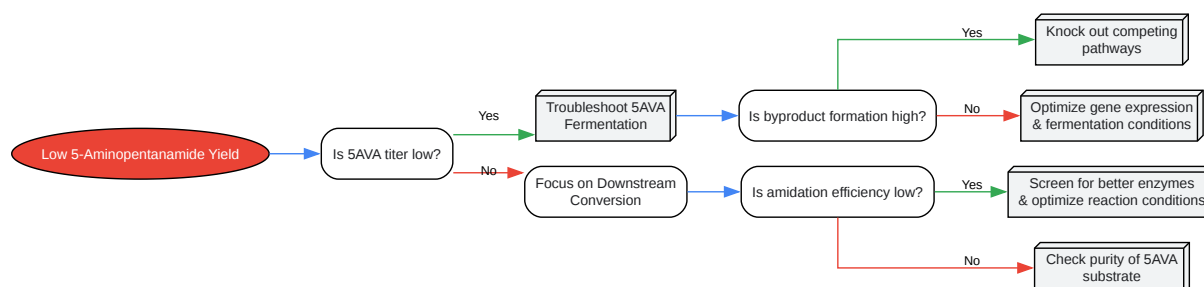 Low 5-Aminopentanamide Yield
Is 5AVA titer low?
Yes
No
Troubleshoot 5AVA
Fermentation
Focus on Downstream
Conversion
Is byproduct formation high?
Is amidation efficiency low?
Yes
Knock out competing
pathways
No
Optimize gene expression
& fermentation conditions
Yes
Screen for better enzymes
& optimize reaction conditions
No
Check purity of 5AVA
substrate